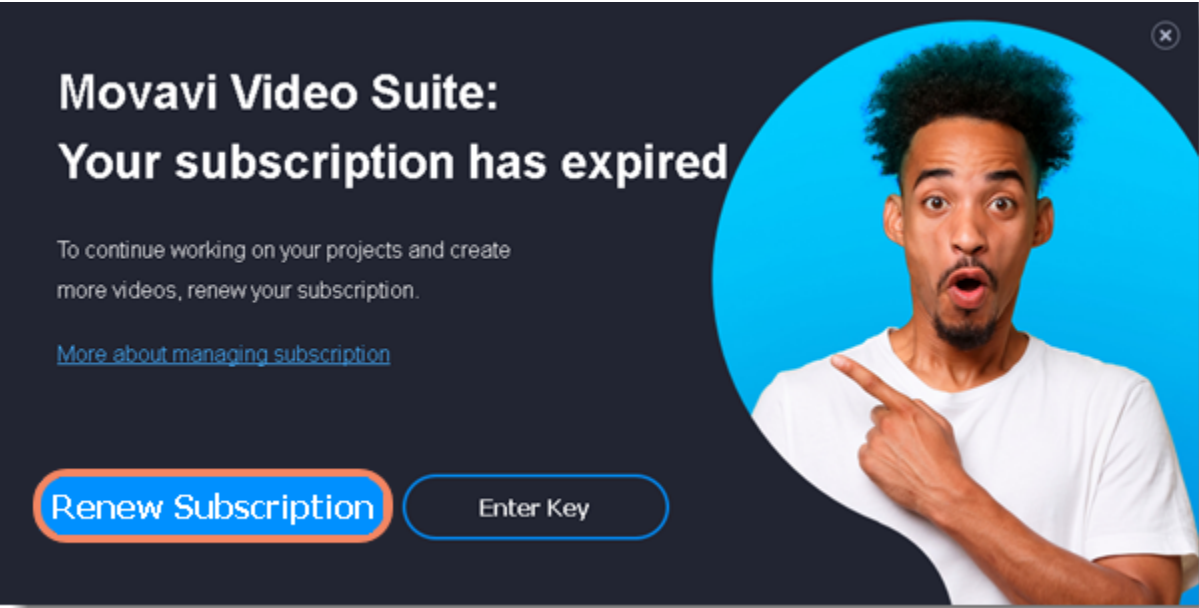 Movavi Video Suite:
Your subscription has expired
To continue working on your projects and create
more videos, renew your subscription.
More about managing subscription
Renew Subscription
Enter Key